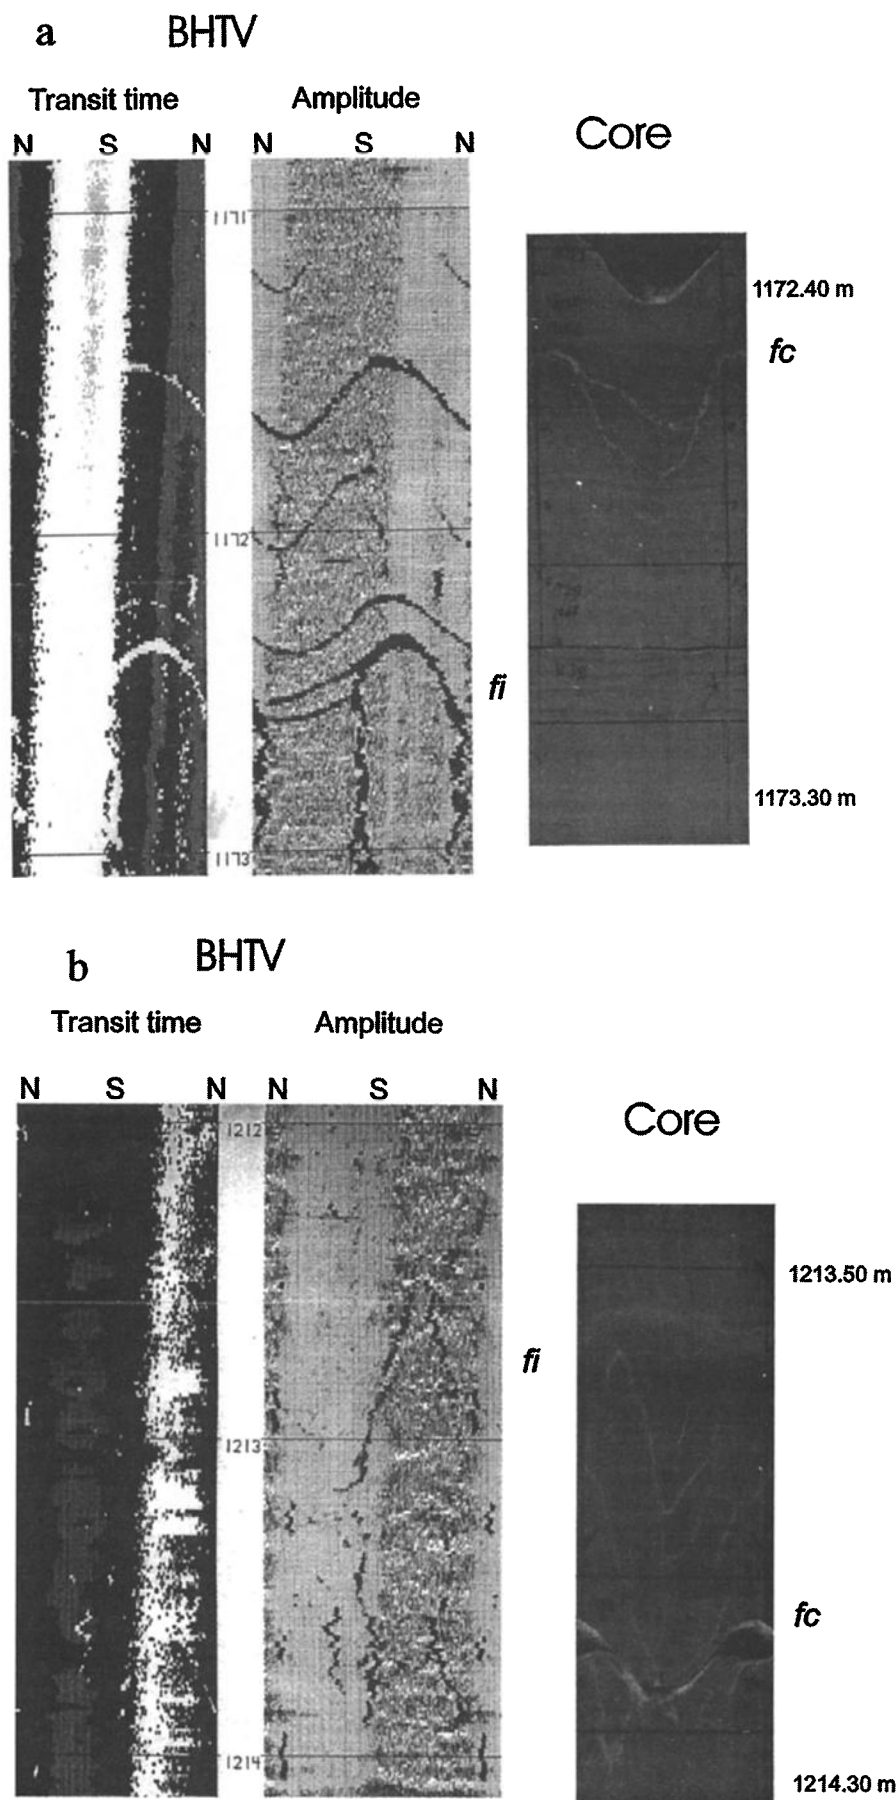 a BHTV
Transit time Amplitude
N S N N S N
Core
1171
1172.40 m
fc
1172
fi
1173.30 m
1173
b BHTV
Transit time Amplitude
N S N N S N
Core
1212
1213.50 m
fi
1213
fc
1214
1214.30 m